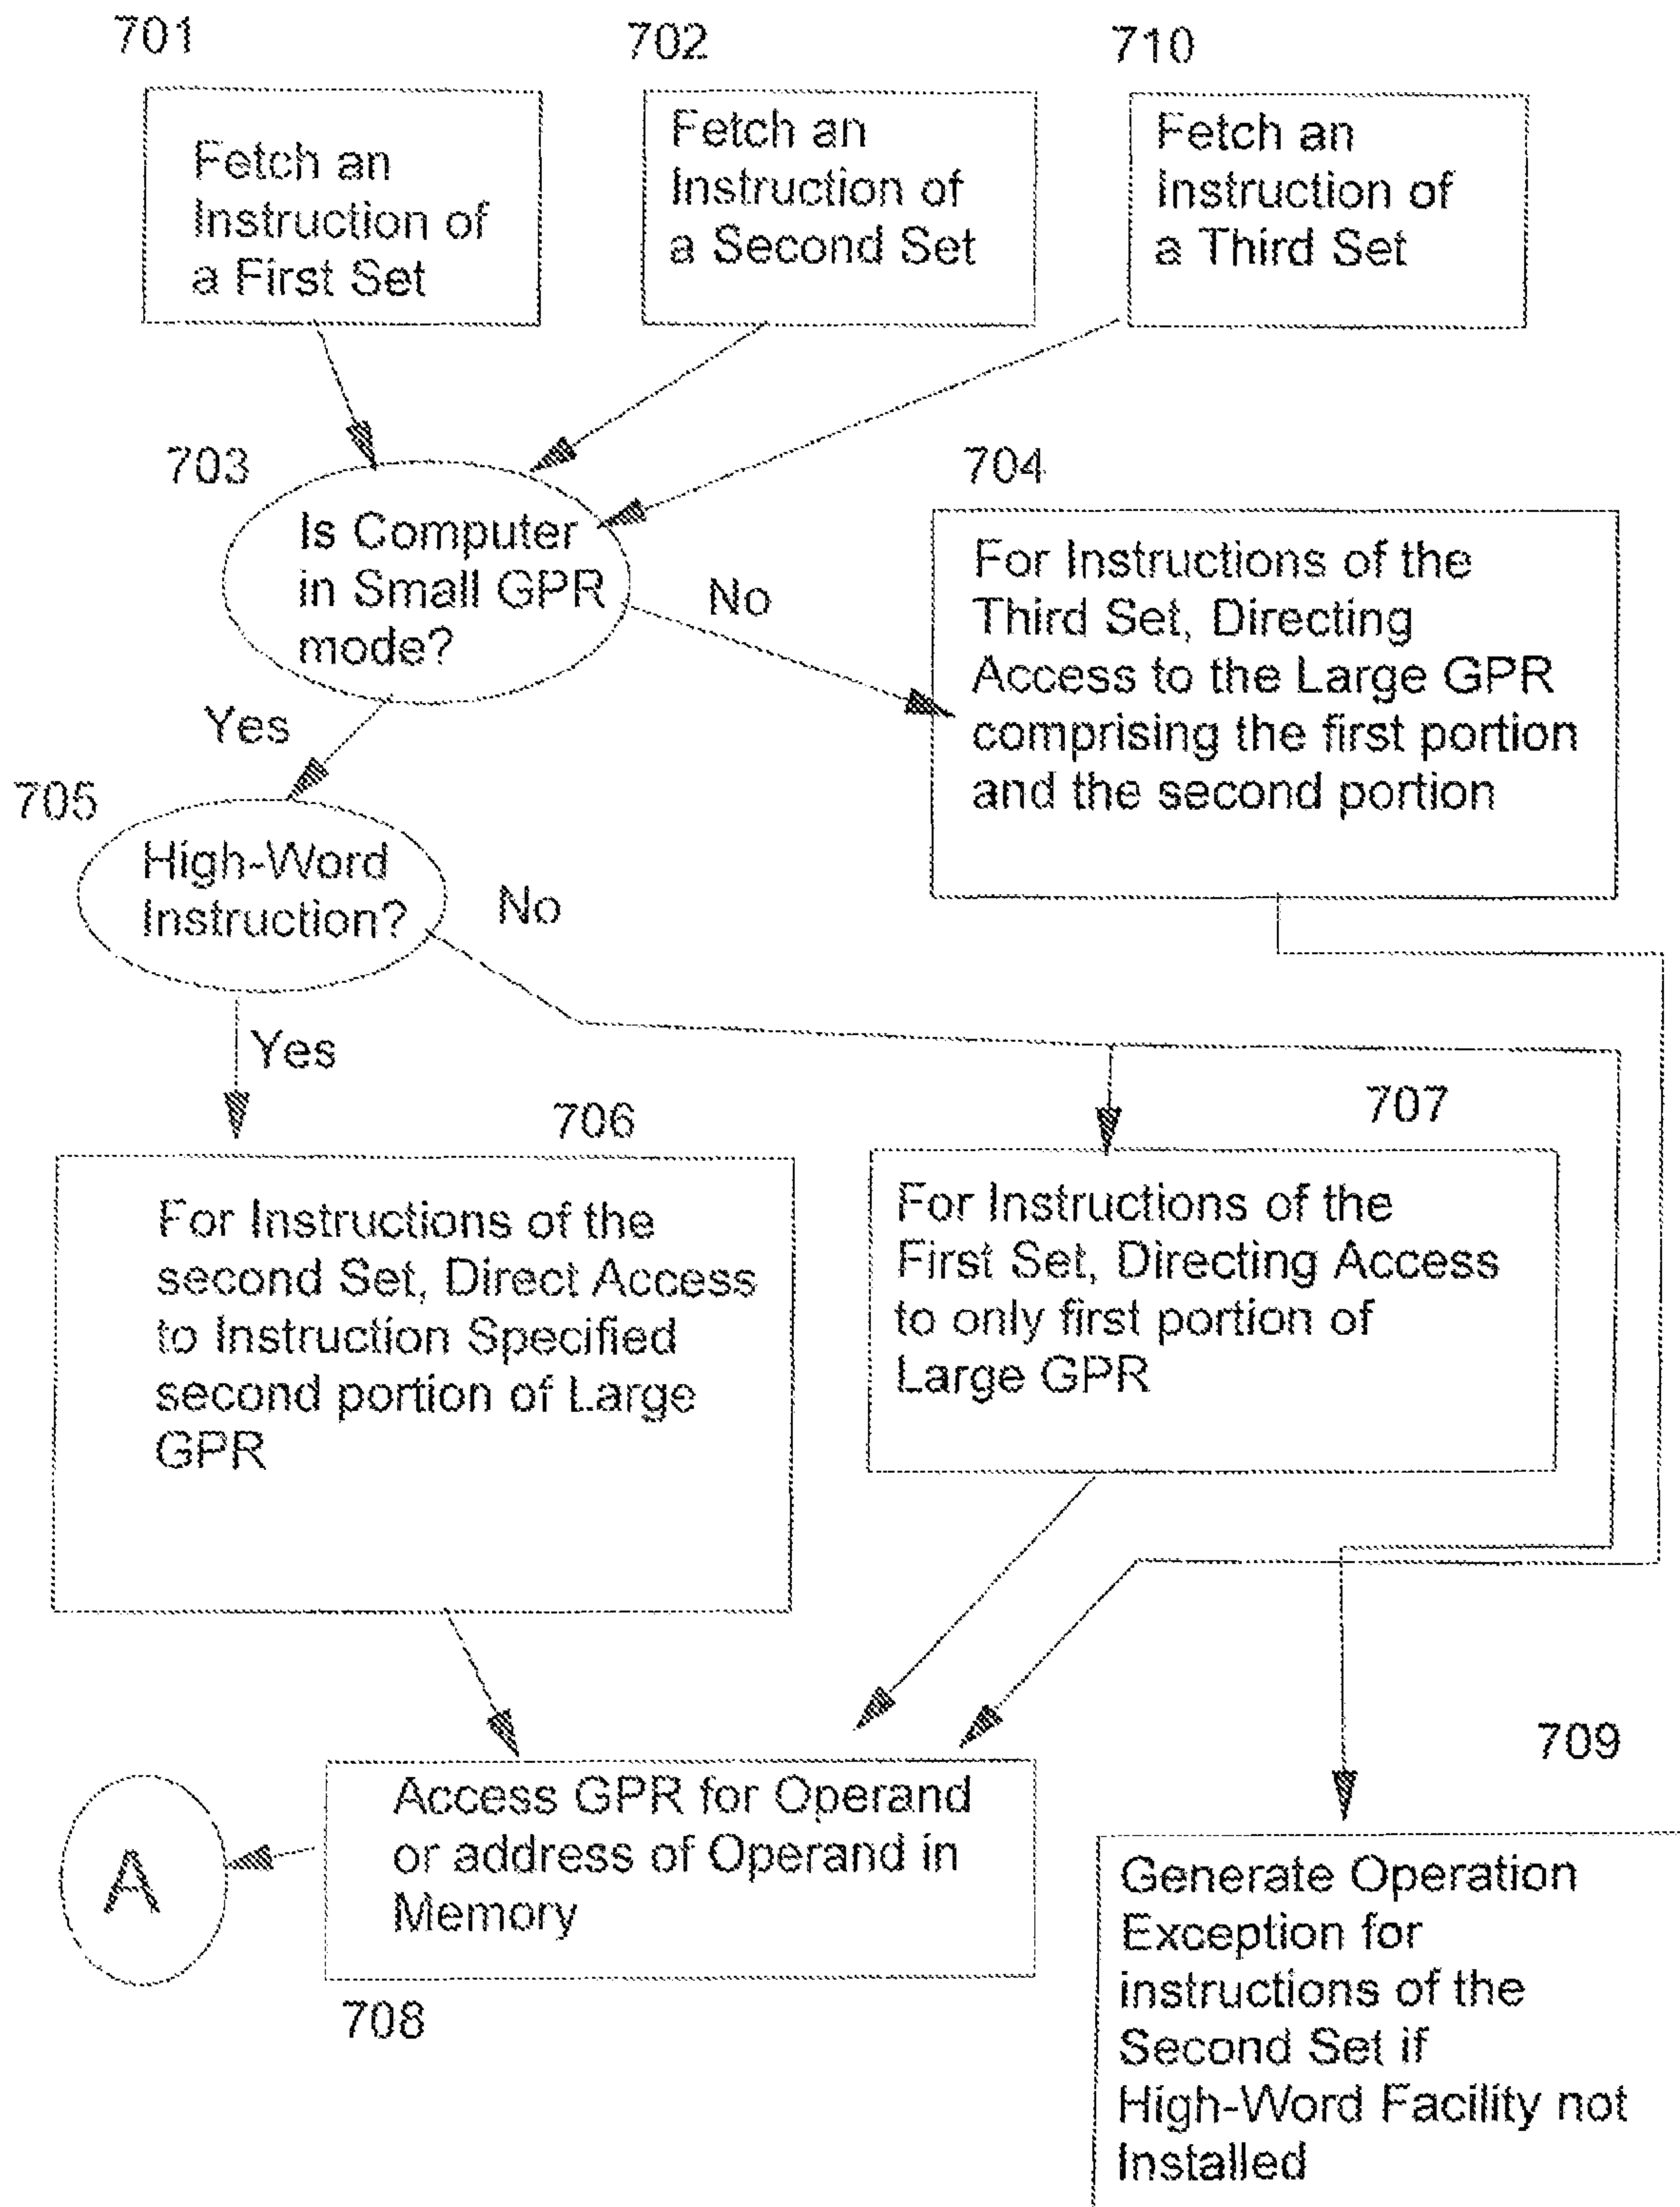 701
Fetch an
Instruction of
a First Set
702
Fetch an
Instruction of
a Second Set
710
Fetch an
Instruction of
a Third Set
703
Is Computer
in Small GPR
mode?
No
Yes
704
For Instructions of the
Third Set, Directing
Access to the Large GPR
comprising the first portion
and the second portion
705
High-Word
Instruction?
No
Yes
706
For Instructions of the
second Set, Direct Access
to Instruction Specified
second portion of Large
GPR
707
For Instructions of the
First Set, Directing Access
to only first portion of
Large GPR
A
Access GPR for Operand
or address of Operand in
Memory
708
709
Generate Operation
Exception for
instructions of the
Second Set if
High-Word Facility not
Installed